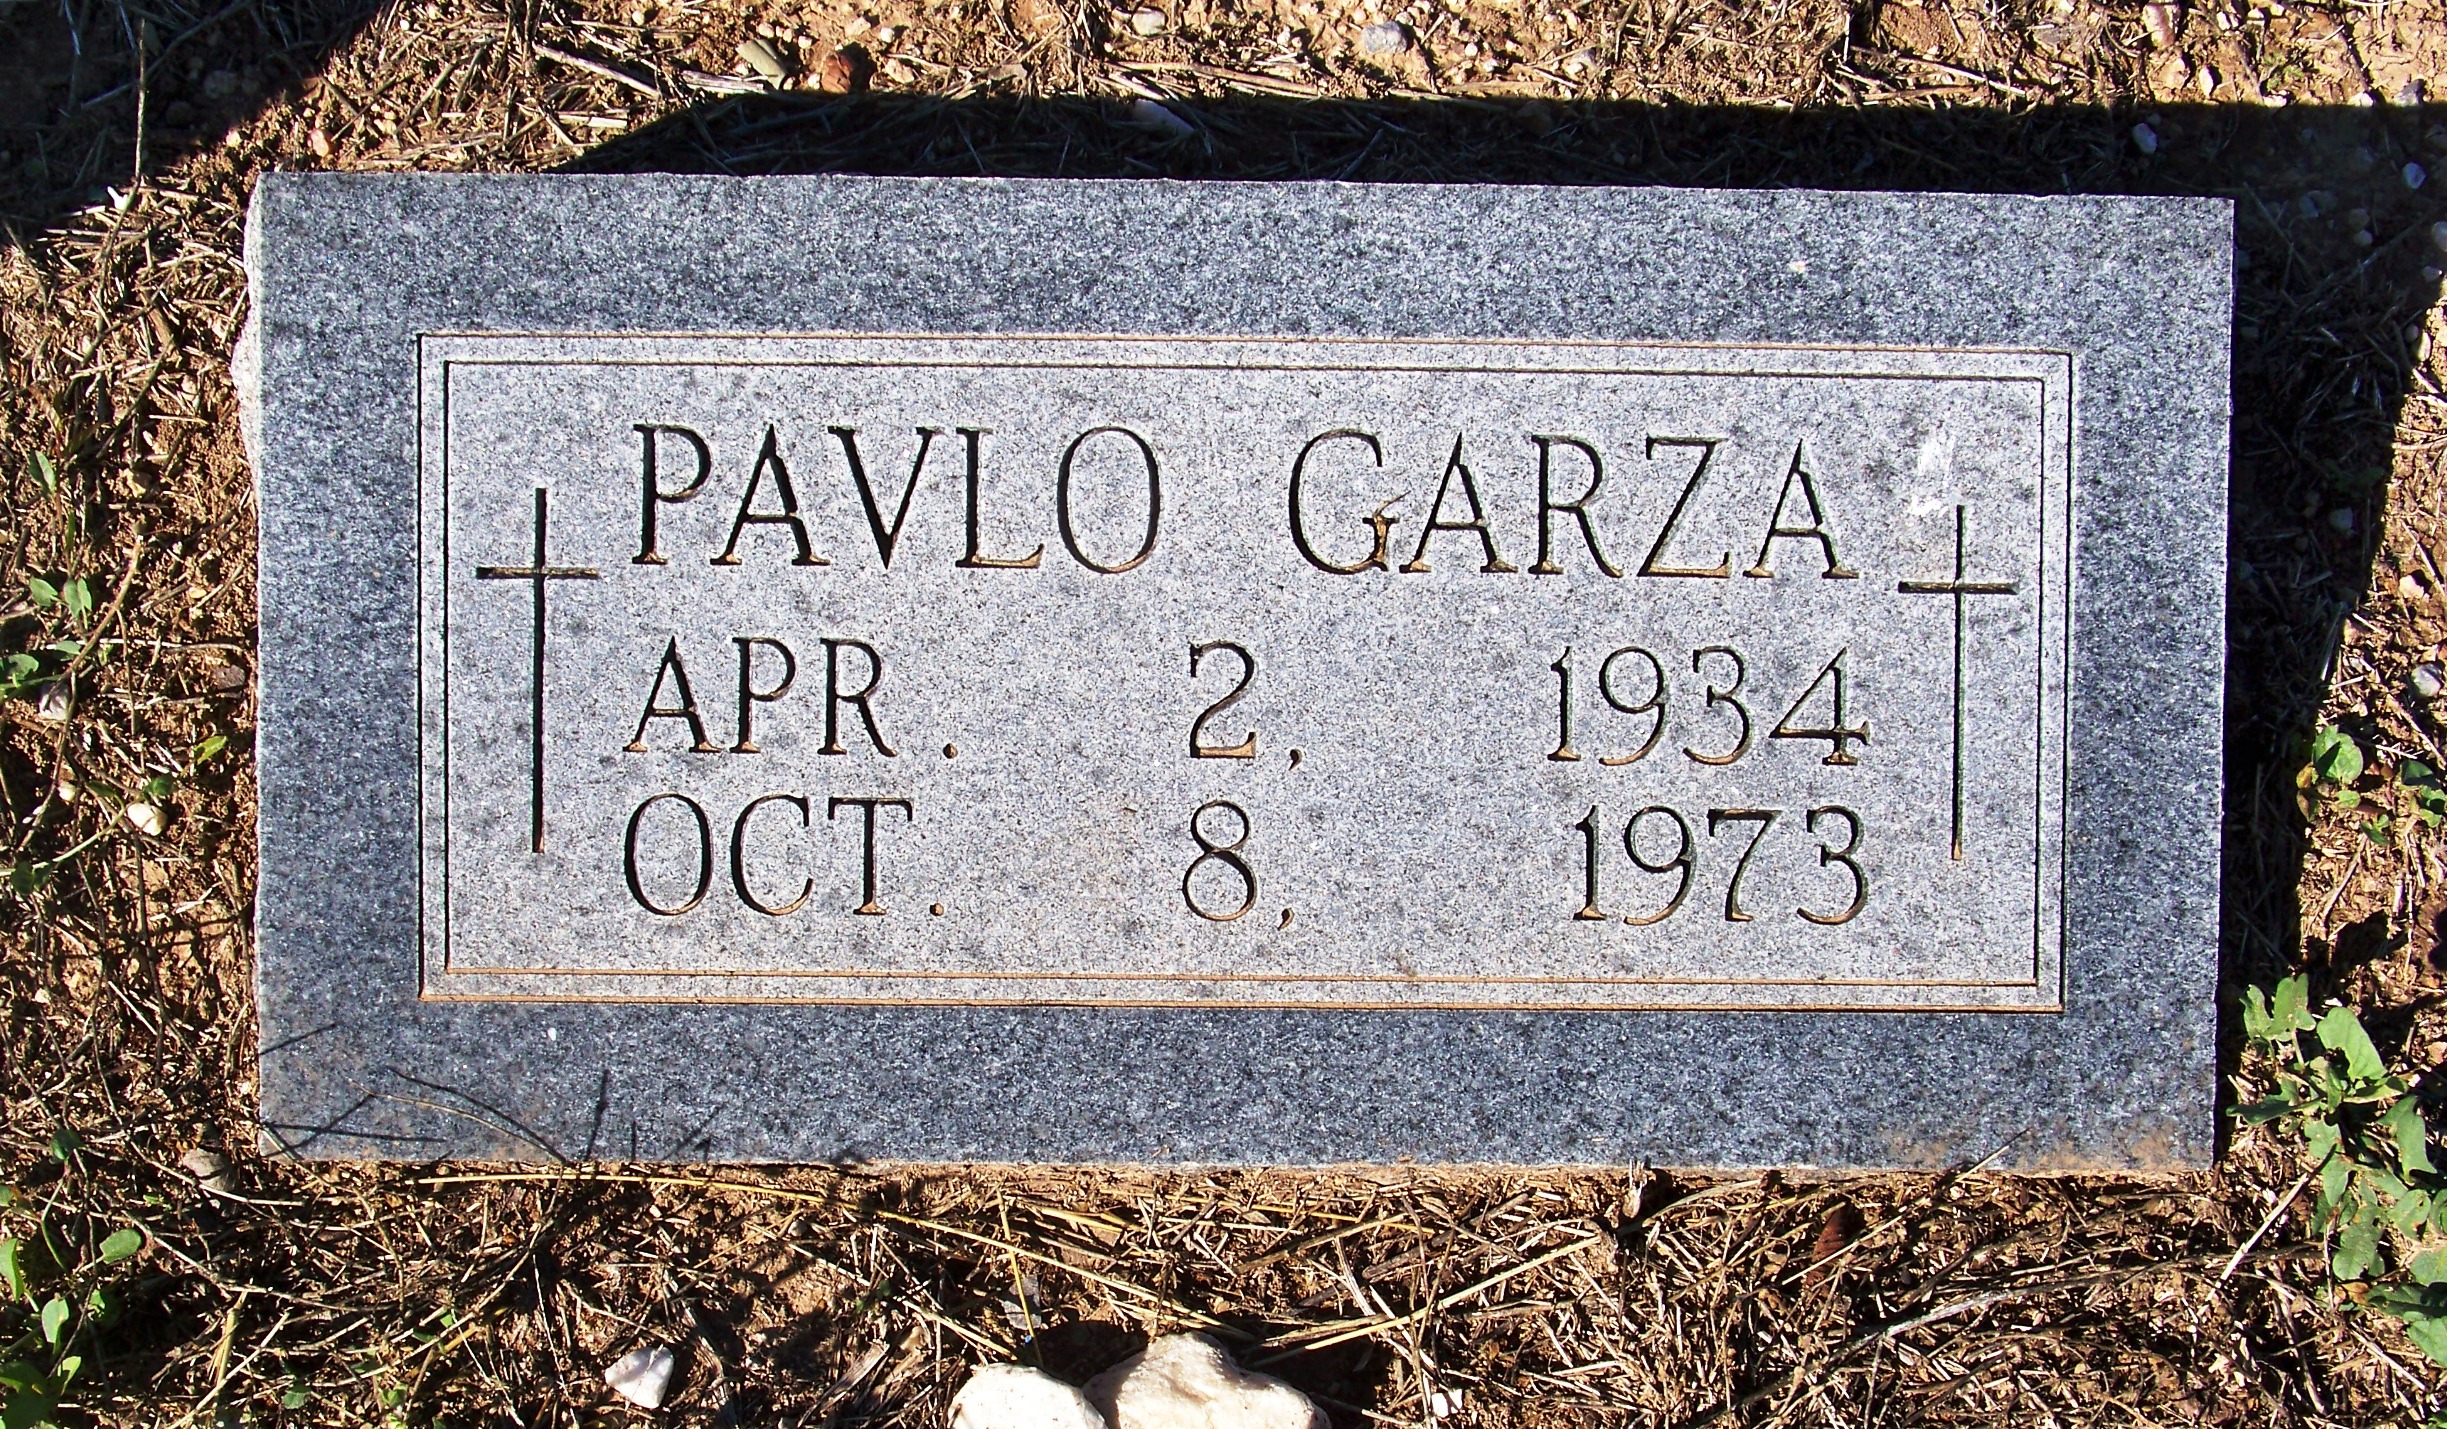 PAVLO GARZA
APR. 2, 1934
OCT. 8, 1973